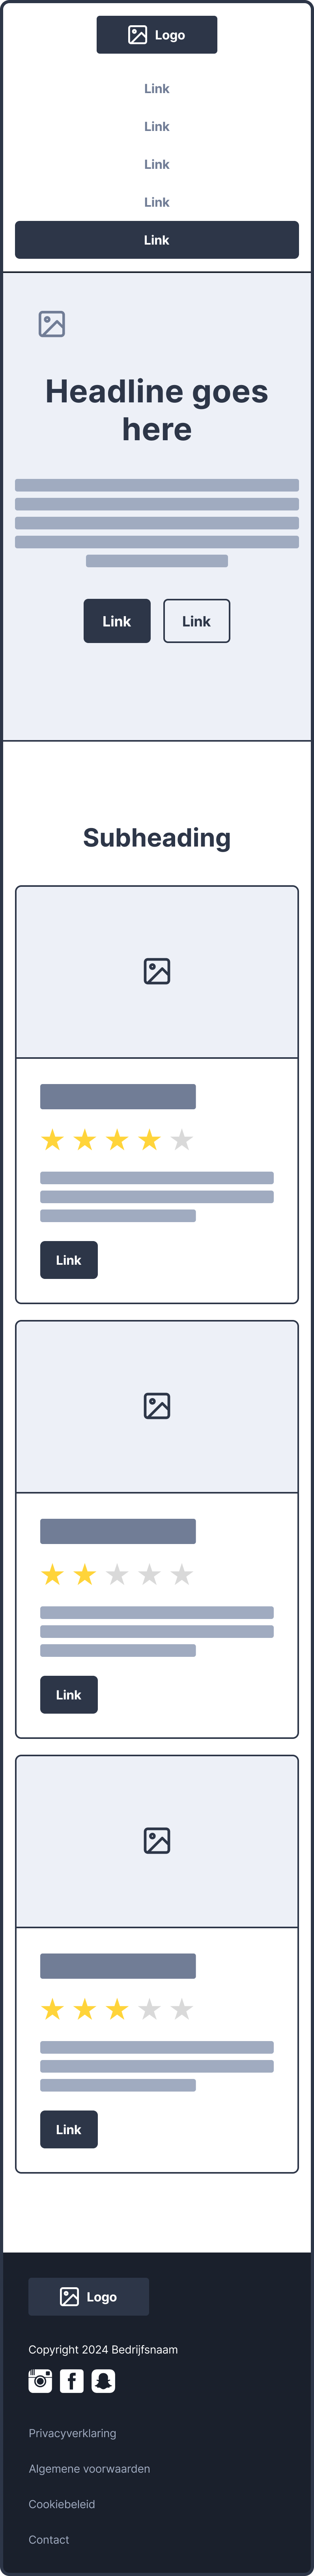 Logo
Link
Link
Link
Link
Link
Headline goes
here
Link Link
Subheading
Link
Link
Link
Logo
Copyright 2024 Bedrijfsnaam
Privacyverklaring
Algemene voorwaarden
Cookiebeleid
Contact